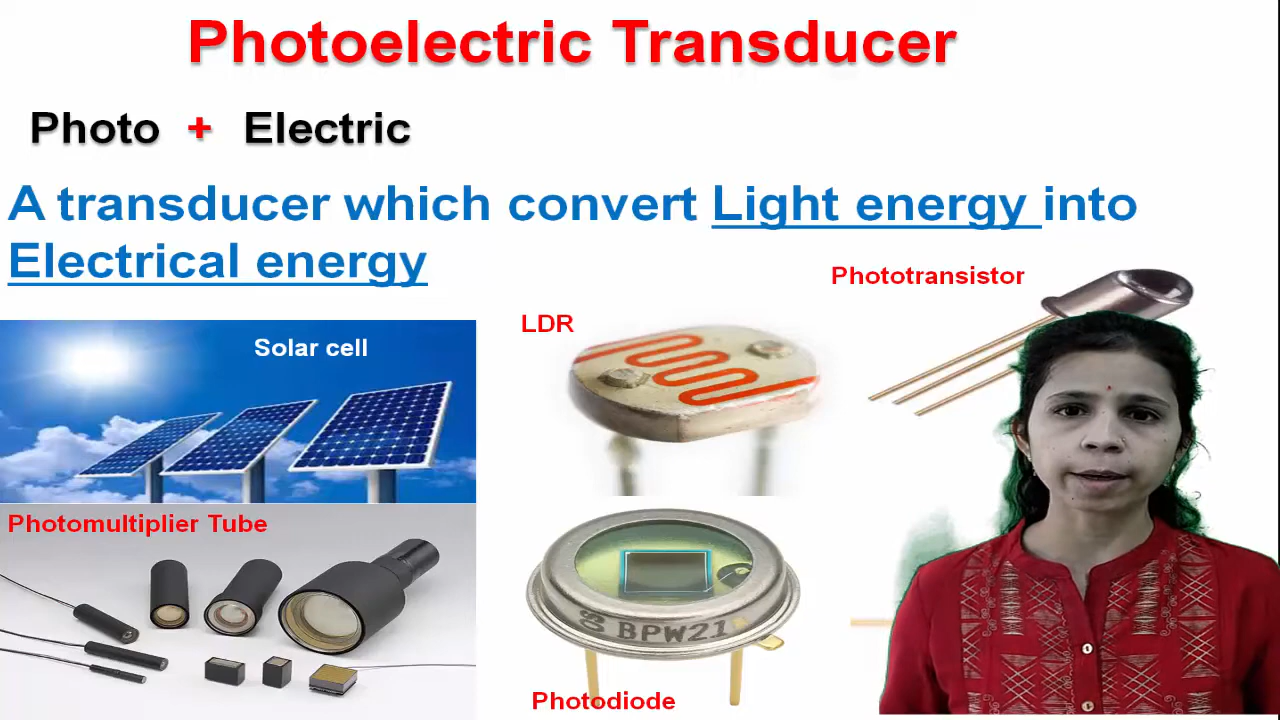 Photoelectric Transducer
Photo + Electric
A transducer which convert Light energy into
Electrical energy
Phototransistor
LDR
Solar cell
Photomultiplier Tube
BPW21
Photodiode